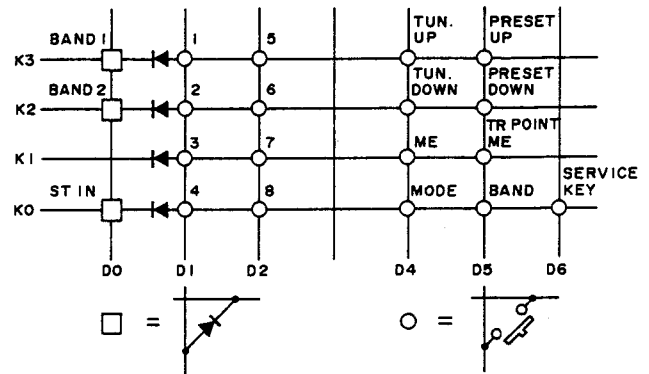 TUN. UP
PRESET UP
BAND 1
1
5
K3
TUN. DOWN
PRESET DOWN
BAND 2
2
6
K2
TR POINT ME
3
7
ME
K1
SERVICE KEY
ST IN
4
8
MODE
BAND
K0
D0
D1
D2
D4
D5
D6
=
=